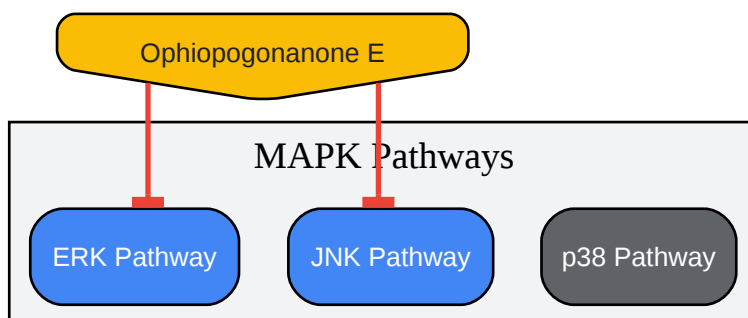 Ophiopogonanone E
MAPK Pathways
ERK Pathway
JNK Pathway
p38 Pathway